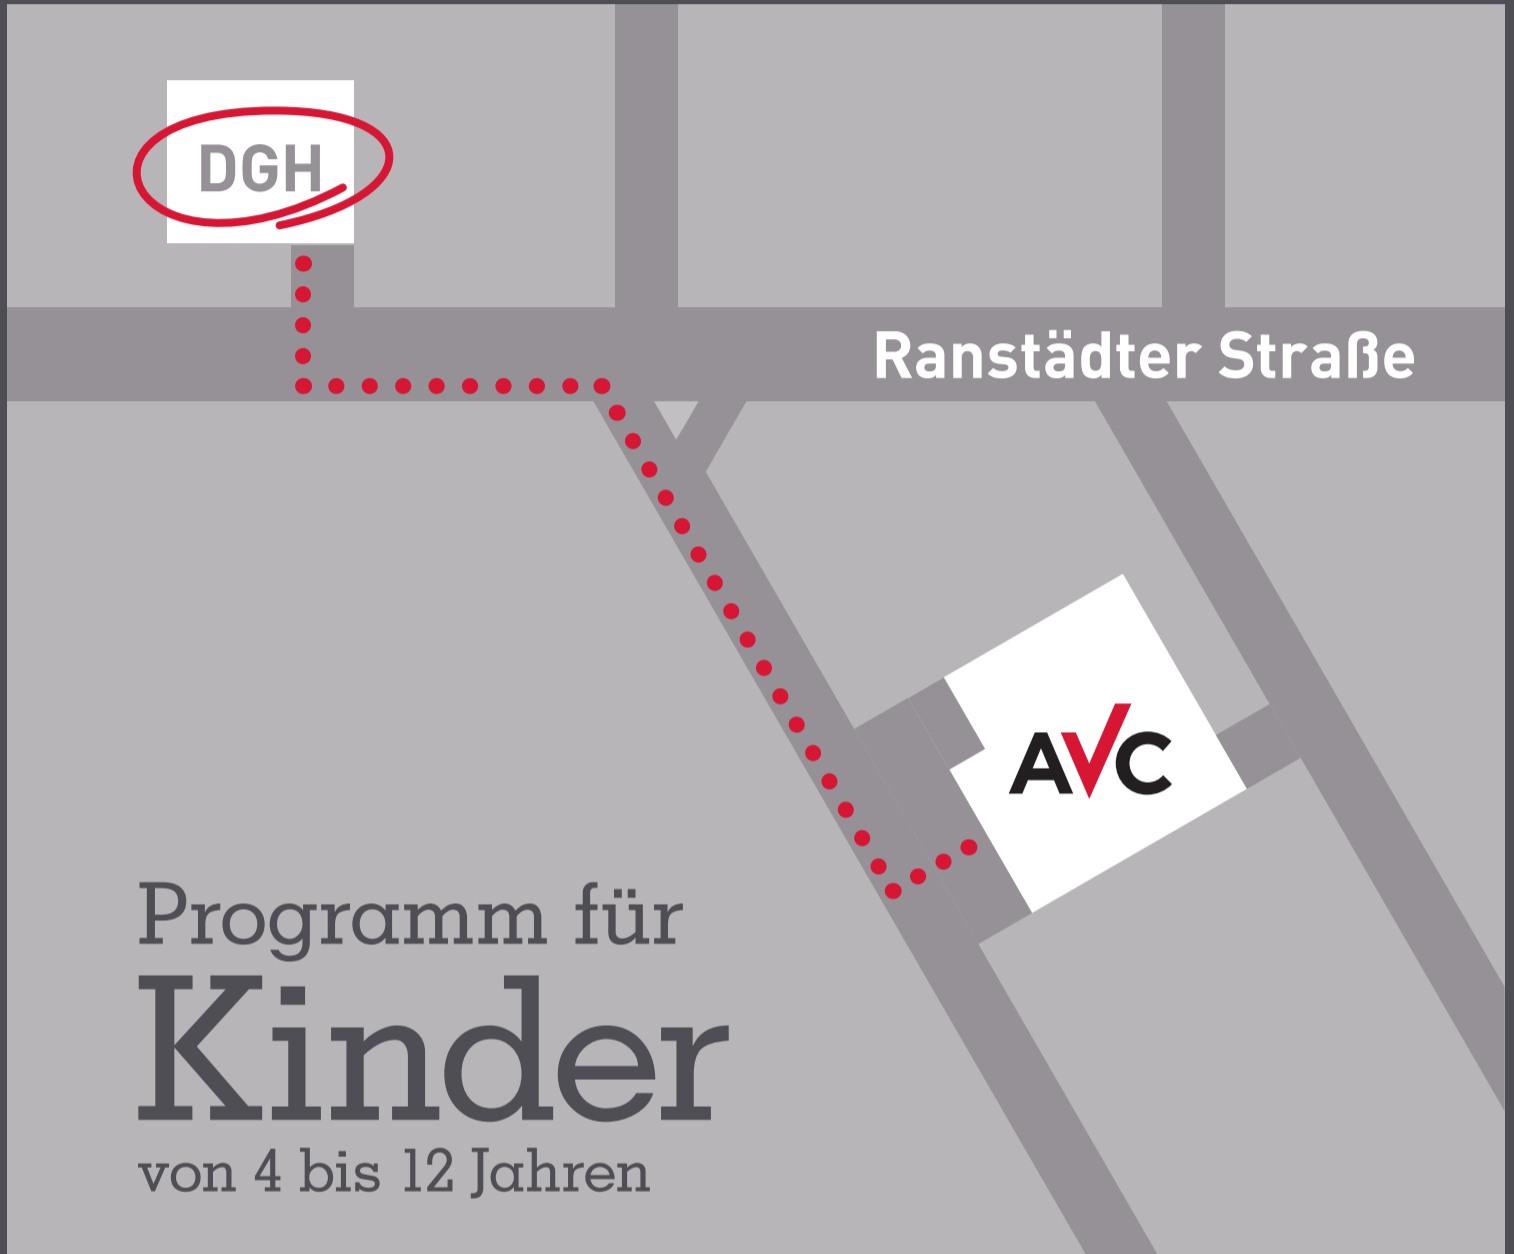 DGH
Ranstädter Straße
AVC
Programm für
Kinder
von 4 bis 12 Jahren